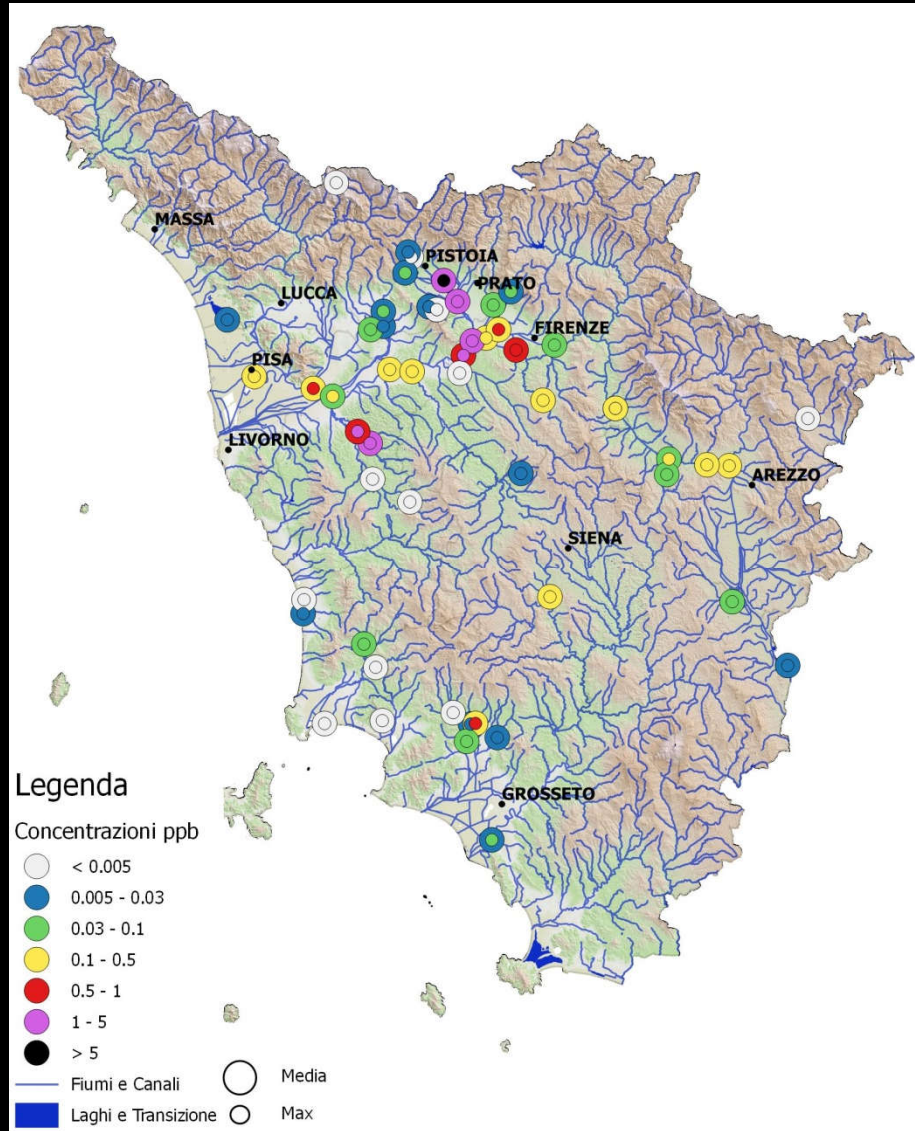 MASSA
PISTOIA
PRATO
LUCCA
FIRENZE
PISA
LIVORNO
AREZZO
SIENA
GROSSETO
Legenda
Concentrazioni ppb
< 0.005
0.005 - 0.03
0.03 - 0.1
0.1 - 0.5
0.5 - 1
1 - 5
> 5
Fiumi e Canali
Media
Laghi e Transizione
Max